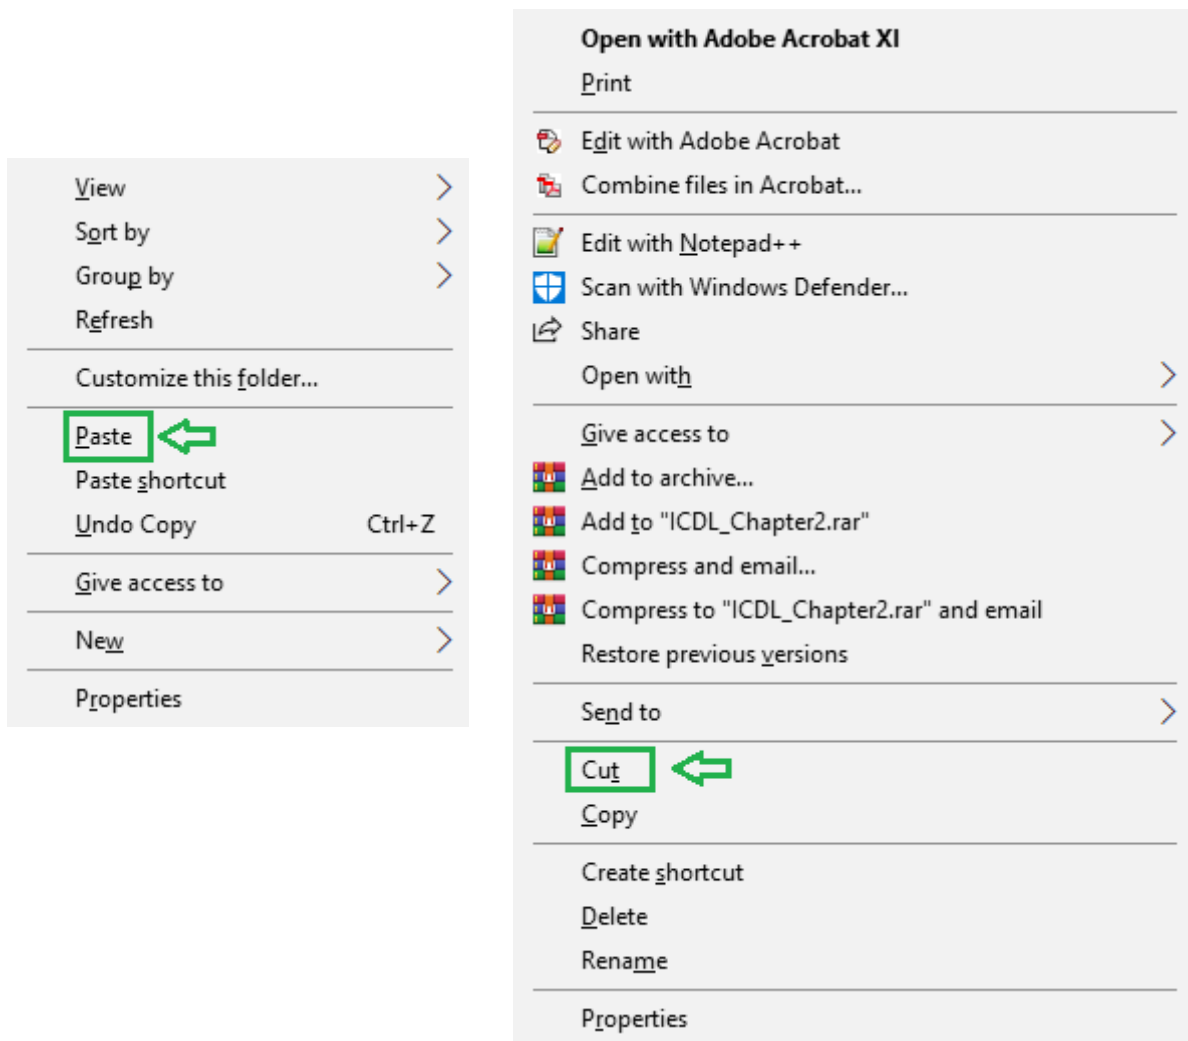 View
Sort by
Group by
Refresh
Customize this folder...
Paste
Paste shortcut
Undo Copy Ctrl+Z
Give access to
New
Properties
Open with Adobe Acrobat XI
Print
Edit with Adobe Acrobat
Combine files in Acrobat...
Edit with Notepad++
Scan with Windows Defender...
Share
Open with
Give access to
Add to archive...
Add to "ICDL_Chapter2.rar"
Compress and email...
Compress to "ICDL_Chapter2.rar" and email
Restore previous versions
Send to
Cut
Copy
Create shortcut
Delete
Rename
Properties